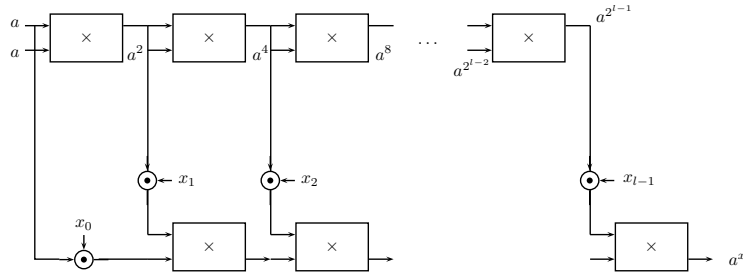 a × a^2 × a^4 × a^8 ... a^{2^{l-2}} × a^{2^{l-1}}
a
x_1 x_2 x_{l-1}
x_0
× × × a^x